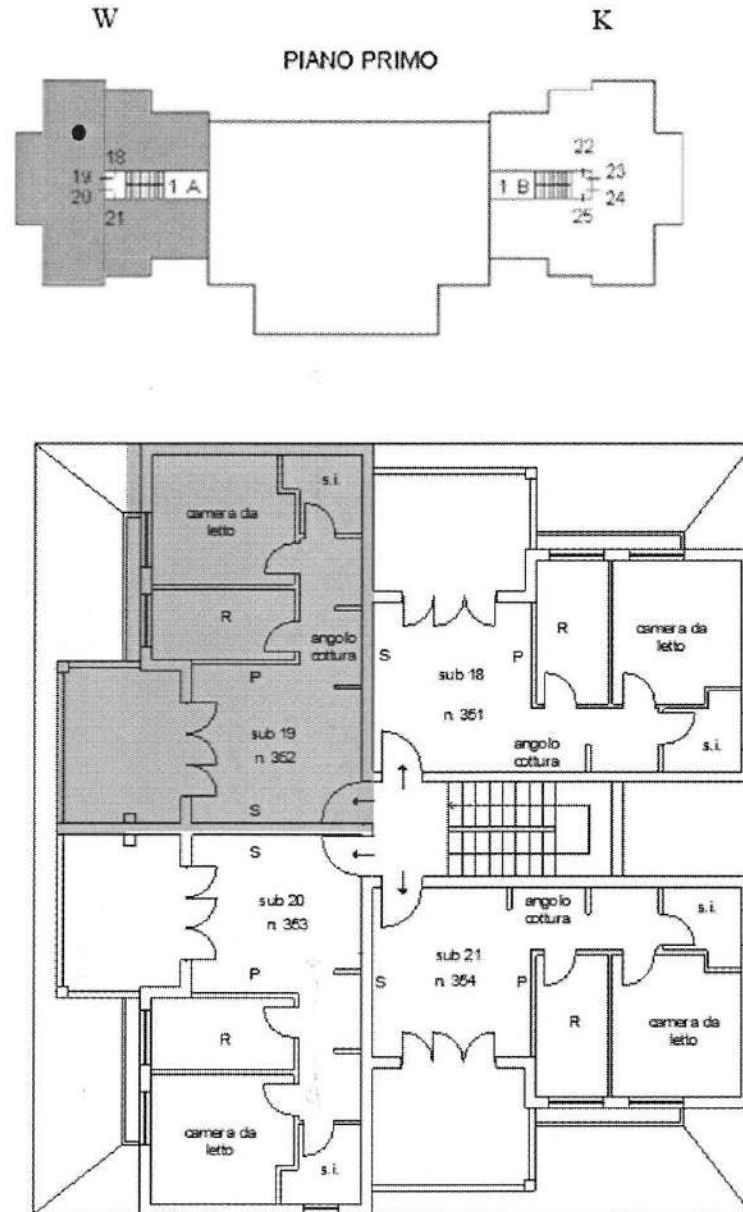 W K
PIANO PRIMO
18 22
19 1 A 1 B 23
20 24
21 25
s.i.
camera da
letto
R
R
camera da
letto
angolo
cottura
P
S
sub 18
P
n. 351
sub 19
n. 352
angolo
cottura
s.i.
S
S
sub 20
n. 353
angolo
cottura
s.i.
sub 21
S
n. 354
P
P
R
R
camera da
letto
camera da
letto
s.i.